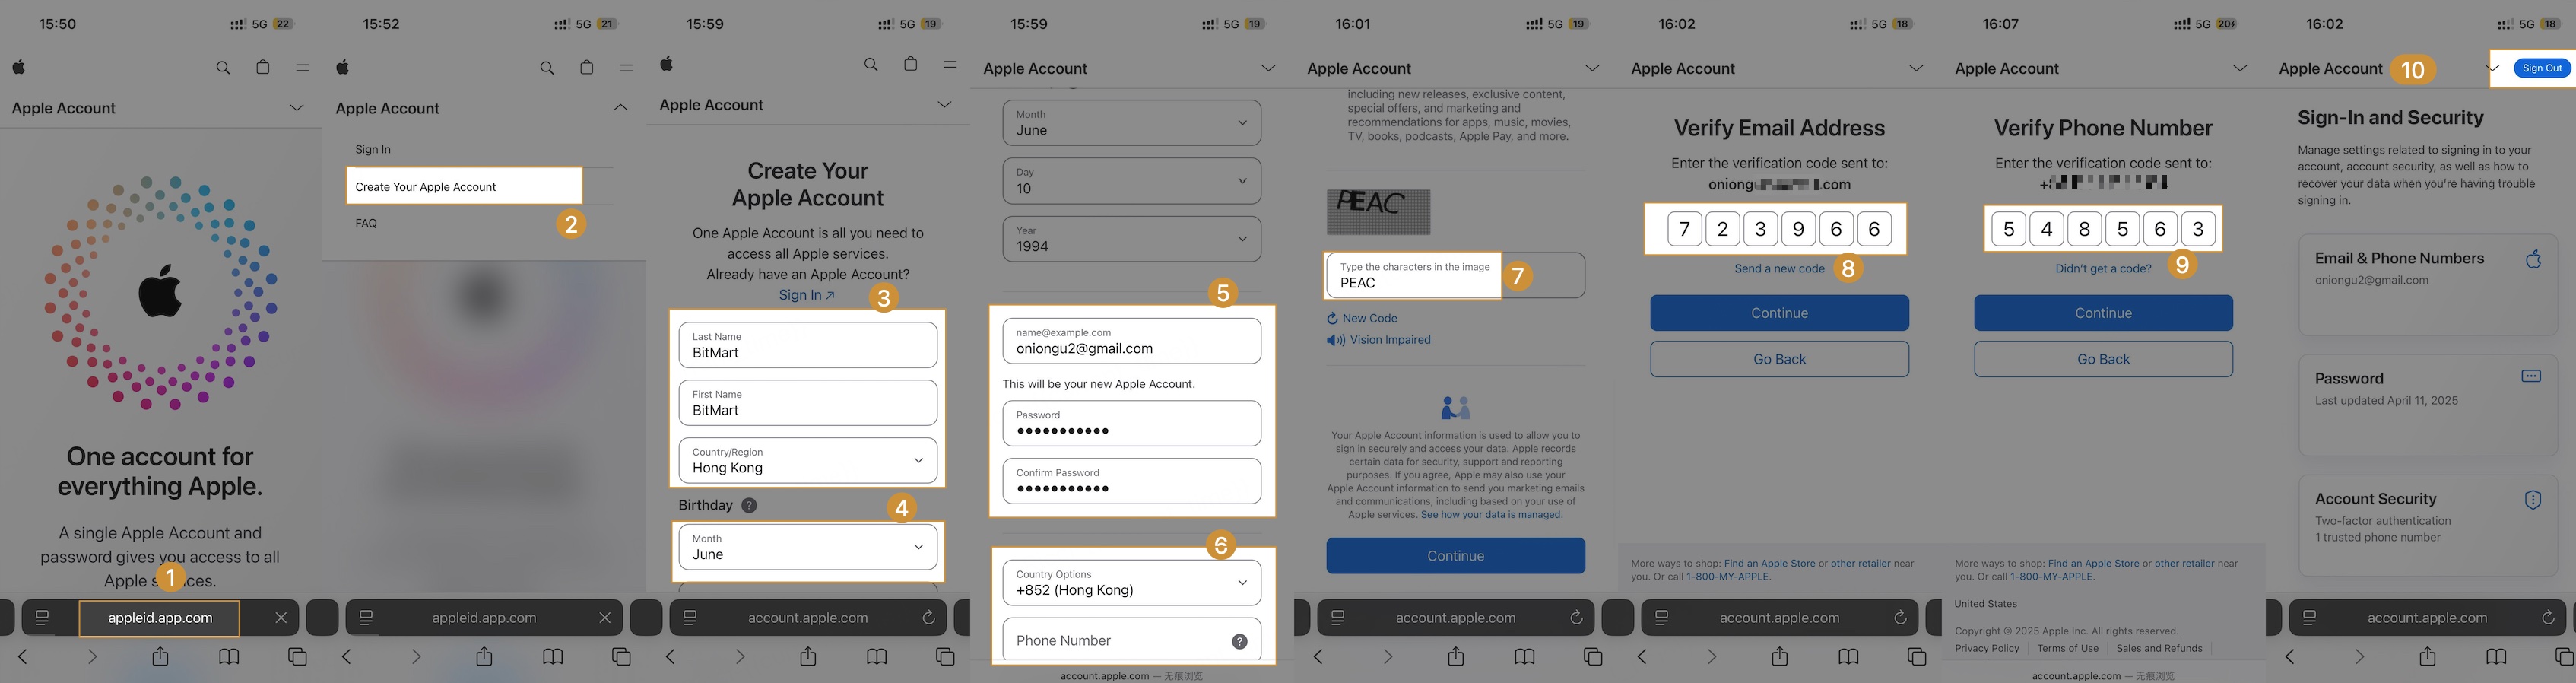 15:50
5G 22
Apple Account
One account for
everything Apple.
A single Apple Account and
password gives you access to all
Apple services.
1
appleid.app.com
15:52
5G 21
Apple Account
Sign In
Create Your Apple Account
2
FAQ
appleid.app.com
15:59
5G 19
Apple Account
Create Your
Apple Account
One Apple Account is all you need to
access all Apple services.
Already have an Apple Account?
Sign In ↗
3
Last Name
BitMart
First Name
BitMart
Country/Region
Hong Kong
Birthday ?
4
Month
June
account.apple.com
15:59
5G 19
Apple Account
Month
June
Day
10
Year
1994
5
name@example.com
oniongu2@gmail.com
This will be your new Apple Account.
Password
•••••••••••
Confirm Password
•••••••••••
6
Country Options
+852 (Hong Kong)
Phone Number ?
account.apple.com — 无痕浏览
16:01
5G 19
Apple Account
including new releases, exclusive content,
special offers, and marketing and
recommendations for apps, music, movies,
TV, books, podcasts, Apple Pay, and more.
PEAC
Type the characters in the image
PEAC
7
New Code
Vision Impaired
Your Apple Account information is used to allow you to
sign in securely and access your data. Apple records
certain data for security, support and reporting
purposes. If you agree, Apple may also use your
Apple Account information to send you marketing emails
and communications, including based on your use of
Apple services. See how your data is managed.
Continue
account.apple.com
16:02
5G 18
Apple Account
Verify Email Address
Enter the verification code sent to:
oniong .com
7 2 3 9 6 6
Send a new code
8
Continue
Go Back
More ways to shop: Find an Apple Store or other retailer near
you. Or call 1-800-MY-APPLE.
account.apple.com
16:07
5G 20
Apple Account
Verify Phone Number
Enter the verification code sent to:
+
5 4 8 5 6 3
Didn't get a code?
9
Continue
Go Back
More ways to shop: Find an Apple Store or other retailer near
you. Or call 1-800-MY-APPLE.
United States
Copyright © 2025 Apple Inc. All rights reserved.
Privacy Policy | Terms of Use | Sales and Refunds |
account.apple.com — 无痕浏览
16:02
5G 18
Apple Account
10
Sign Out
Sign-In and Security
Manage settings related to signing in to your
account, account security, as well as how to
recover your data when you're having trouble
signing in.
Email & Phone Numbers
oniongu2@gmail.com
Password
Last updated April 11, 2025
Account Security
Two-factor authentication
1 trusted phone number
account.apple.com